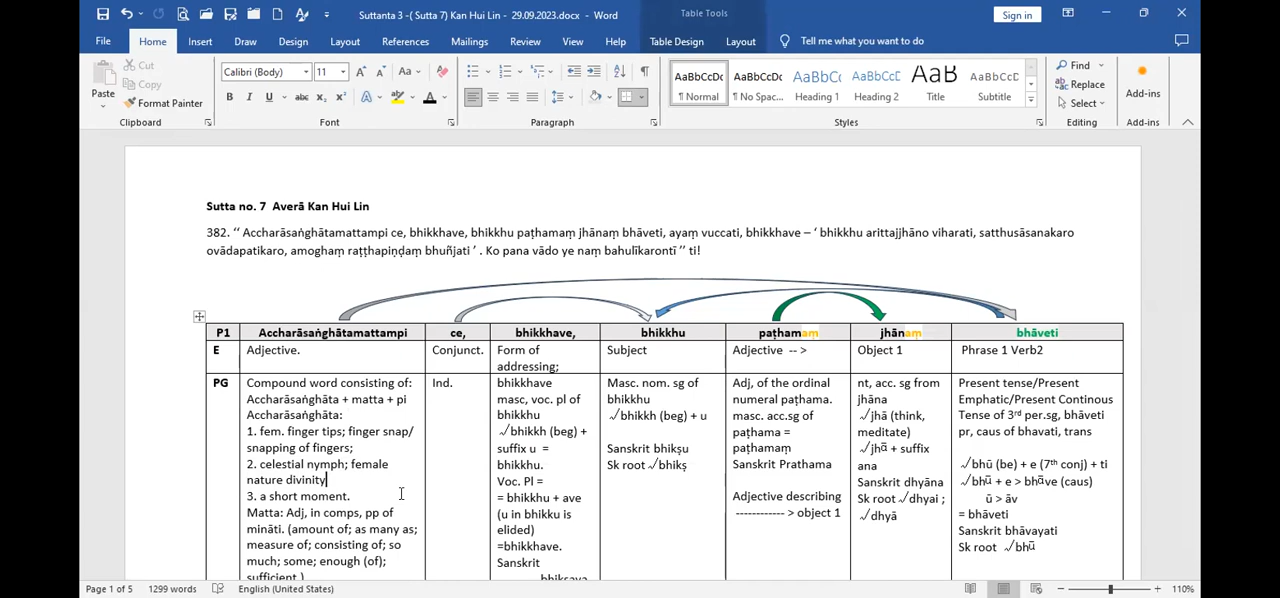 Suttanta 3 -( Sutta 7) Kan Hui Lin - 29.09.2023.docx - Word
Table Tools
Sign in
File Home Insert Draw Design Layout References Mailings Review View Help Table Design Layout Tell me what you want to do
Paste
Cut
Copy
Format Painter
Calibri (Body) 11
AaBbCcDc ¶ Normal
AaBbCcDc ¶ No Spac...
AaBbCc Heading 1
AaBbCcC Heading 2
AaB Title
AaBbCcD Subtitle
Find
Replace
Select
Add-ins
Clipboard Font Paragraph Styles Editing Add-ins
Sutta no. 7 Averā Kan Hui Lin
382. “ Accharāsaṅghātamattampi ce, bhikkhave, bhikkhu paṭhamaṃ jhānaṃ bhāveti, ayaṃ vuccati, bhikkhave – ‘ bhikkhu arittajjhāno viharati, satthusāsanakaro
ovādapatikaro, amoghaṃ raṭṭhapiṇḍaṃ bhuñjati ’ . Ko pana vādo ye naṃ bahulīkarontī ” ti!
P1 Accharāsaṅghātamattampi ce, bhikkhave, bhikkhu paṭhamaṃ jhānaṃ bhāveti
E
Adjective.
Conjunct.
Form of
addressing;
Subject
Adjective -- >
Object 1
Phrase 1 Verb2
PG
Compound word consisting of:
Accharāsaṅghāta + matta + pi
Accharāsaṅghāta:
1. fem. finger tips; finger snap/
snapping of fingers;
2. celestial nymph; female
nature divinity
3. a short moment.
Matta: Adj, in comps, pp of
mināti. (amount of; as many as;
measure of; consisting of; so
much; some; enough (of);
sufficient )
Ind.
bhikkhave
masc, voc. pl of
bhikkhu
√bhikkh (beg) +
suffix u =
bhikkhu.
Voc. Pl =
= bhikkhu + ave
(u in bhikku is
elided)
=bhikkhave.
Sanskrit
bhiksava
Masc. nom. sg of
bhikkhu
√bhikkh (beg) + u
Sanskrit bhikṣu
Sk root √bhikṣ
Adj, of the ordinal
numeral paṭhama.
masc. acc.sg of
paṭhama =
paṭhamaṃ
Sanskrit Prathama
Adjective describing
------------ > object 1
nt, acc. sg from
jhāna
√jhā (think,
meditate)
√jhā + suffix
ana
Sanskrit dhyāna
Sk root √dhyai ;
√dhyā
Present tense/Present
Emphatic/Present Continous
Tense of 3rd per.sg, bhāveti
pr, caus of bhavati, trans
√bhū (be) + e (7th conj) + ti
√bhū + e > bhāve (caus)
ū > āv
= bhāveti
Sanskrit bhāvayati
Sk root √bhū
Page 1 of 5 1299 words English (United States) 110%